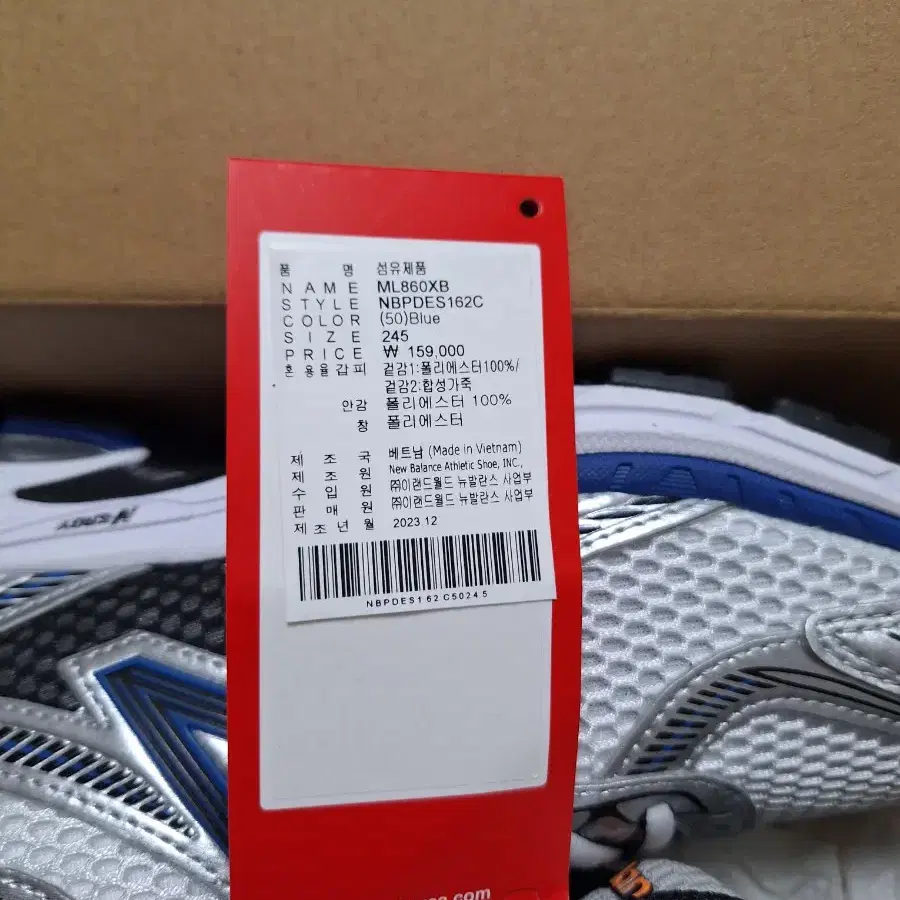 품 명 섬유제품
NAME ML860XB
STYLE NBPDES162C
COLOR (50)Blue
SIZE 245
PRICE ₩ 159,000
혼용율갑피 겉감1:폴리에스터100%/
겉감2:합성가죽
안감 폴리에스터 100%
창 폴리에스터
제조국 베트남 (Made in Vietnam)
제조원 New Balance Athletic Shoe, INC.,
수입원 ㈜이랜드월드 뉴발란스 사업부
판매원 ㈜이랜드월드 뉴발란스 사업부
제조년월 2023.12
NBPDES162C50245